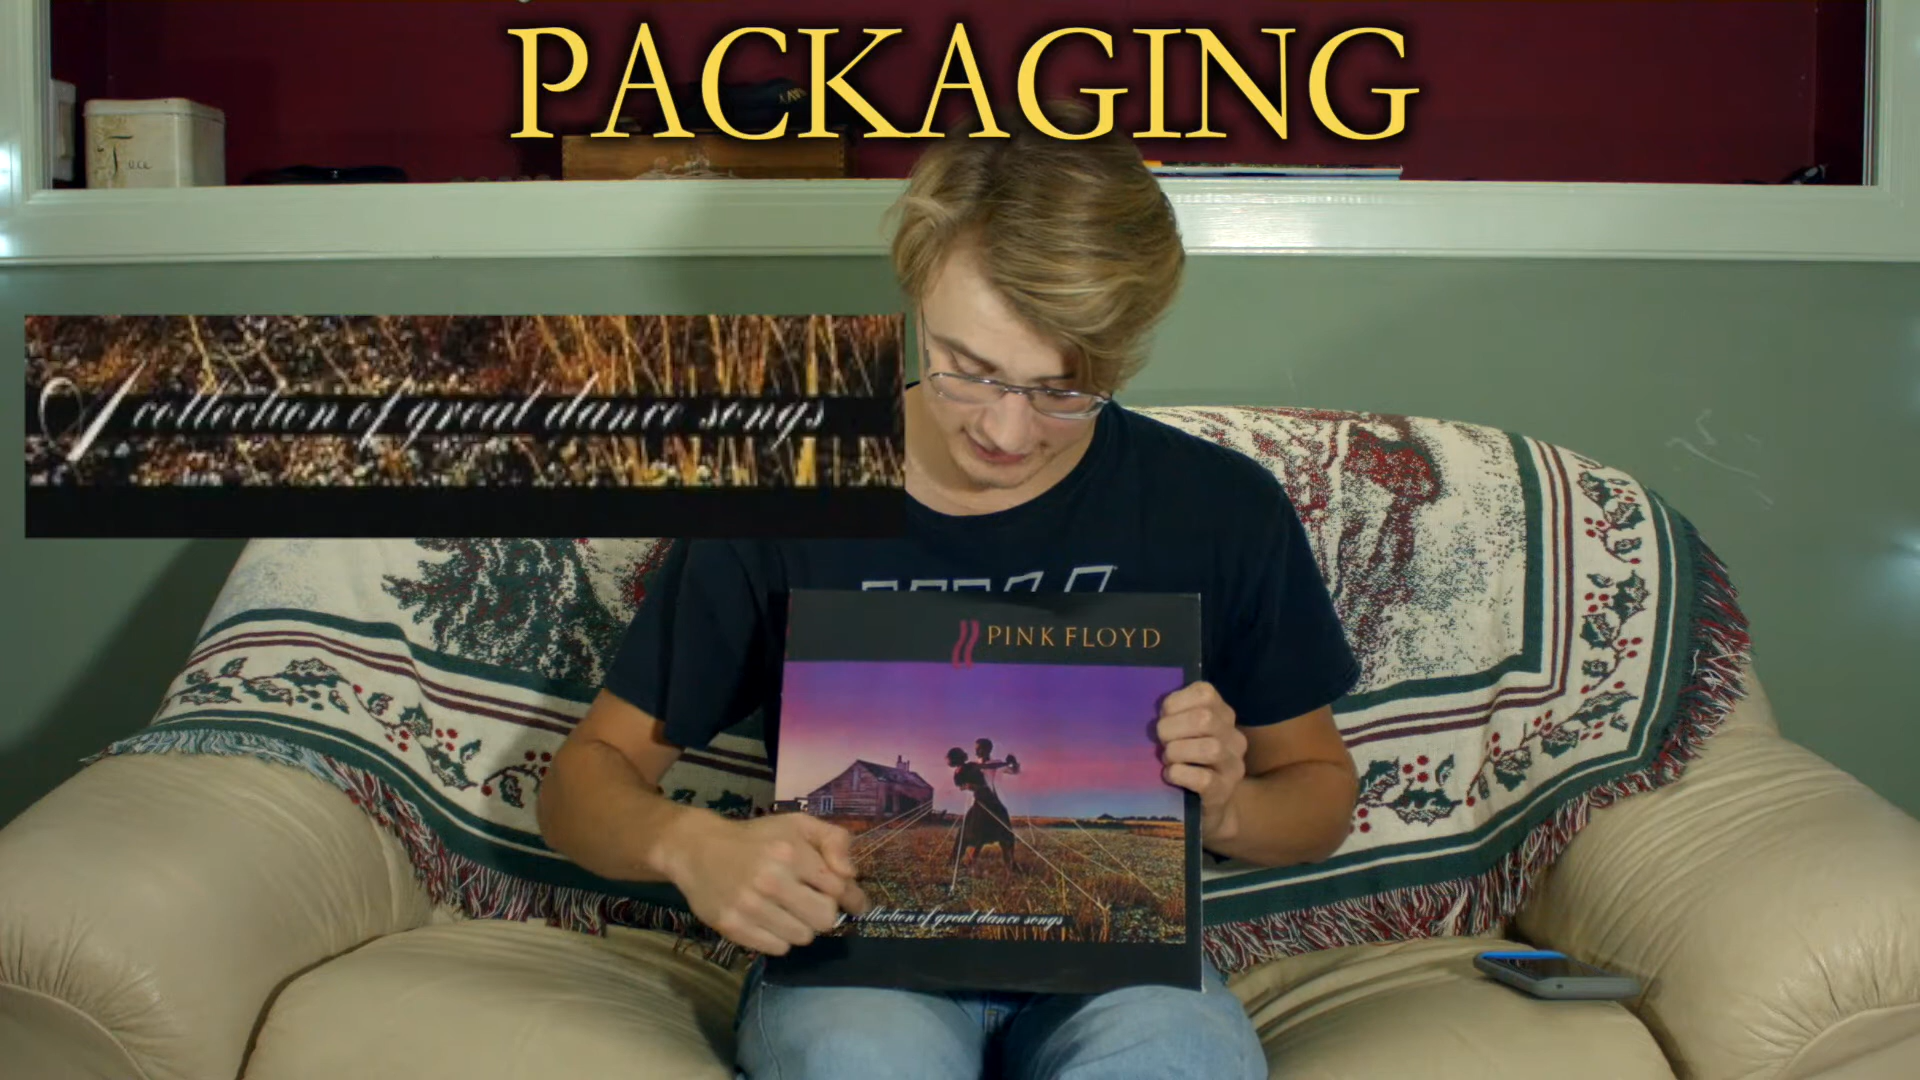 PACKAGING
A collection of great dance songs
PINK FLOYD
collection of great dance songs